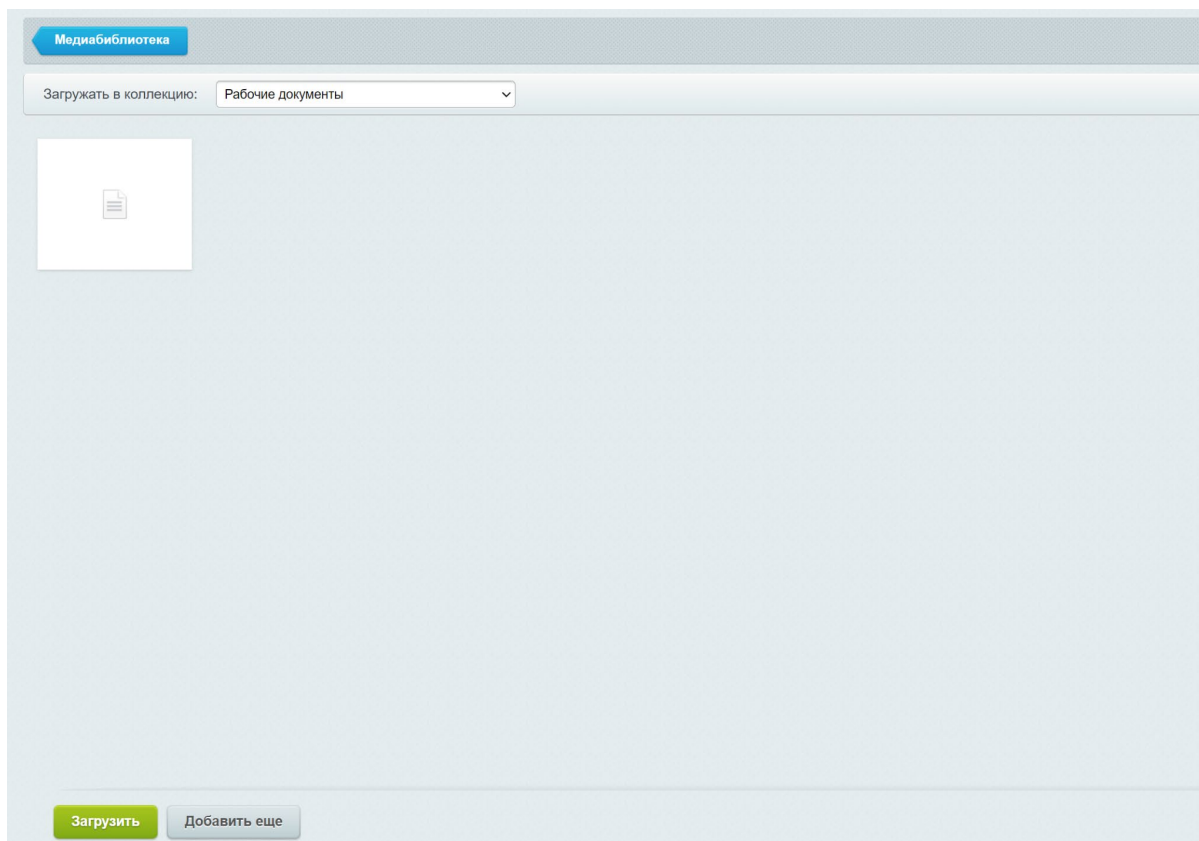 Медиабиблиотека
Загружать в коллекцию: Рабочие документы
Загрузить Добавить еще